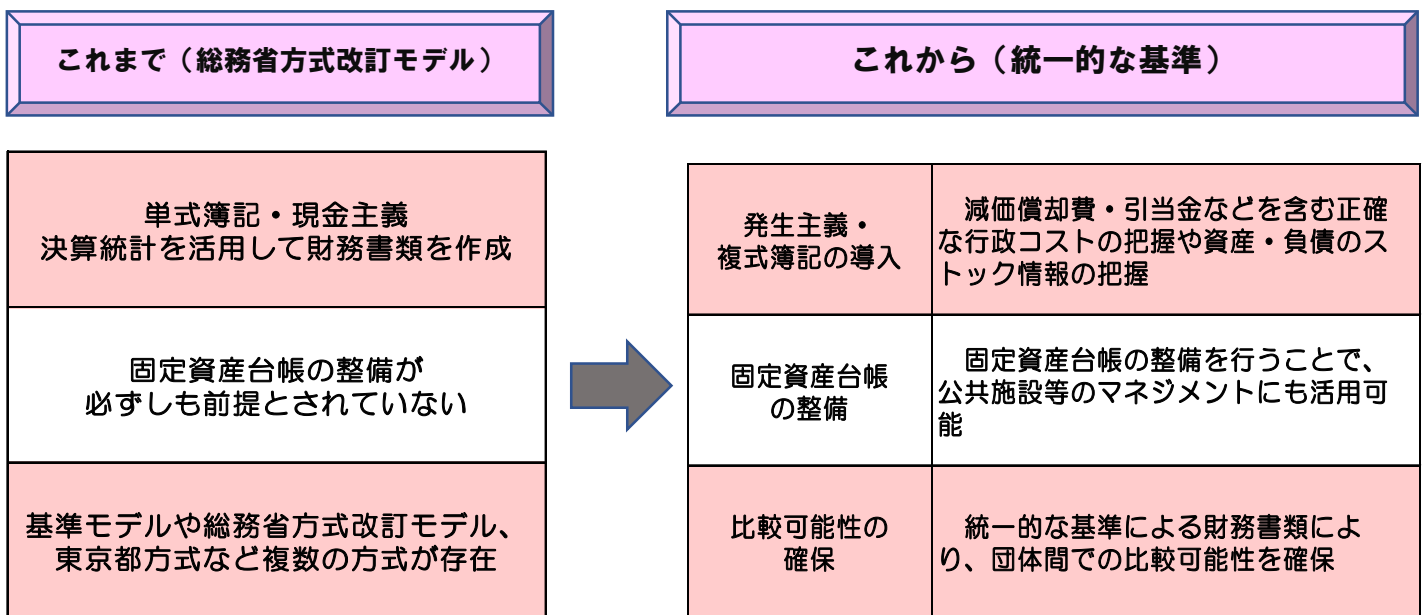 これまで（総務省方式改訂モデル）
単式簿記・現金主義
決算統計を活用して財務書類を作成
固定資産台帳の整備が
必ずしも前提とされていない
基準モデルや総務省方式改訂モデル、
東京都方式など複数の方式が存在
これから（統一的な基準）
発生主義・
複式簿記の導入
減価償却費・引当金などを含む正確
な行政コストの把握や資産・負債のス
トック情報の把握
固定資産台帳
の整備
固定資産台帳の整備を行うことで、
公共施設等のマネジメントにも活用可
能
比較可能性の
確保
統一的な基準による財務書類によ
り、団体間での比較可能性を確保